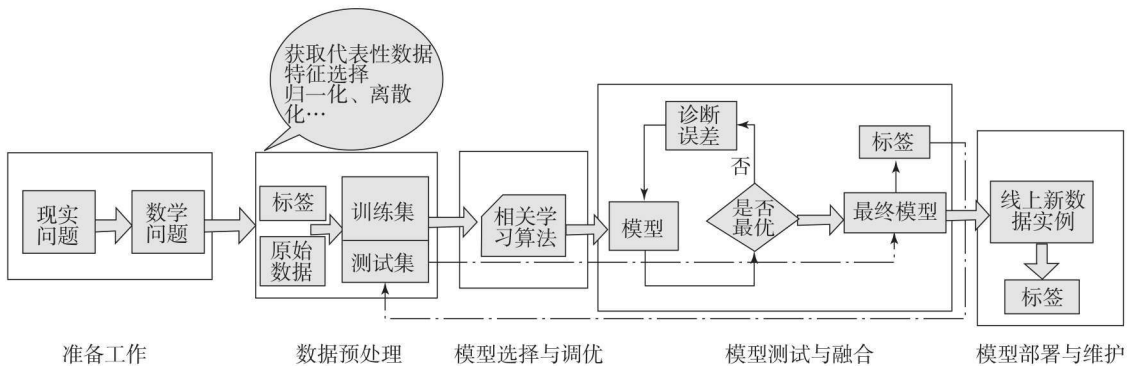 获取代表性数据
特征选择
归一化、离散
化…
现实
问题
数学
问题
标签
原始
数据
训练集
测试集
相关学
习算法
诊断
误差
否
模型
是否
最优
标签
最终模型
线上新数
据实例
标签
准备工作
数据预处理
模型选择与调优
模型测试与融合
模型部署与维护